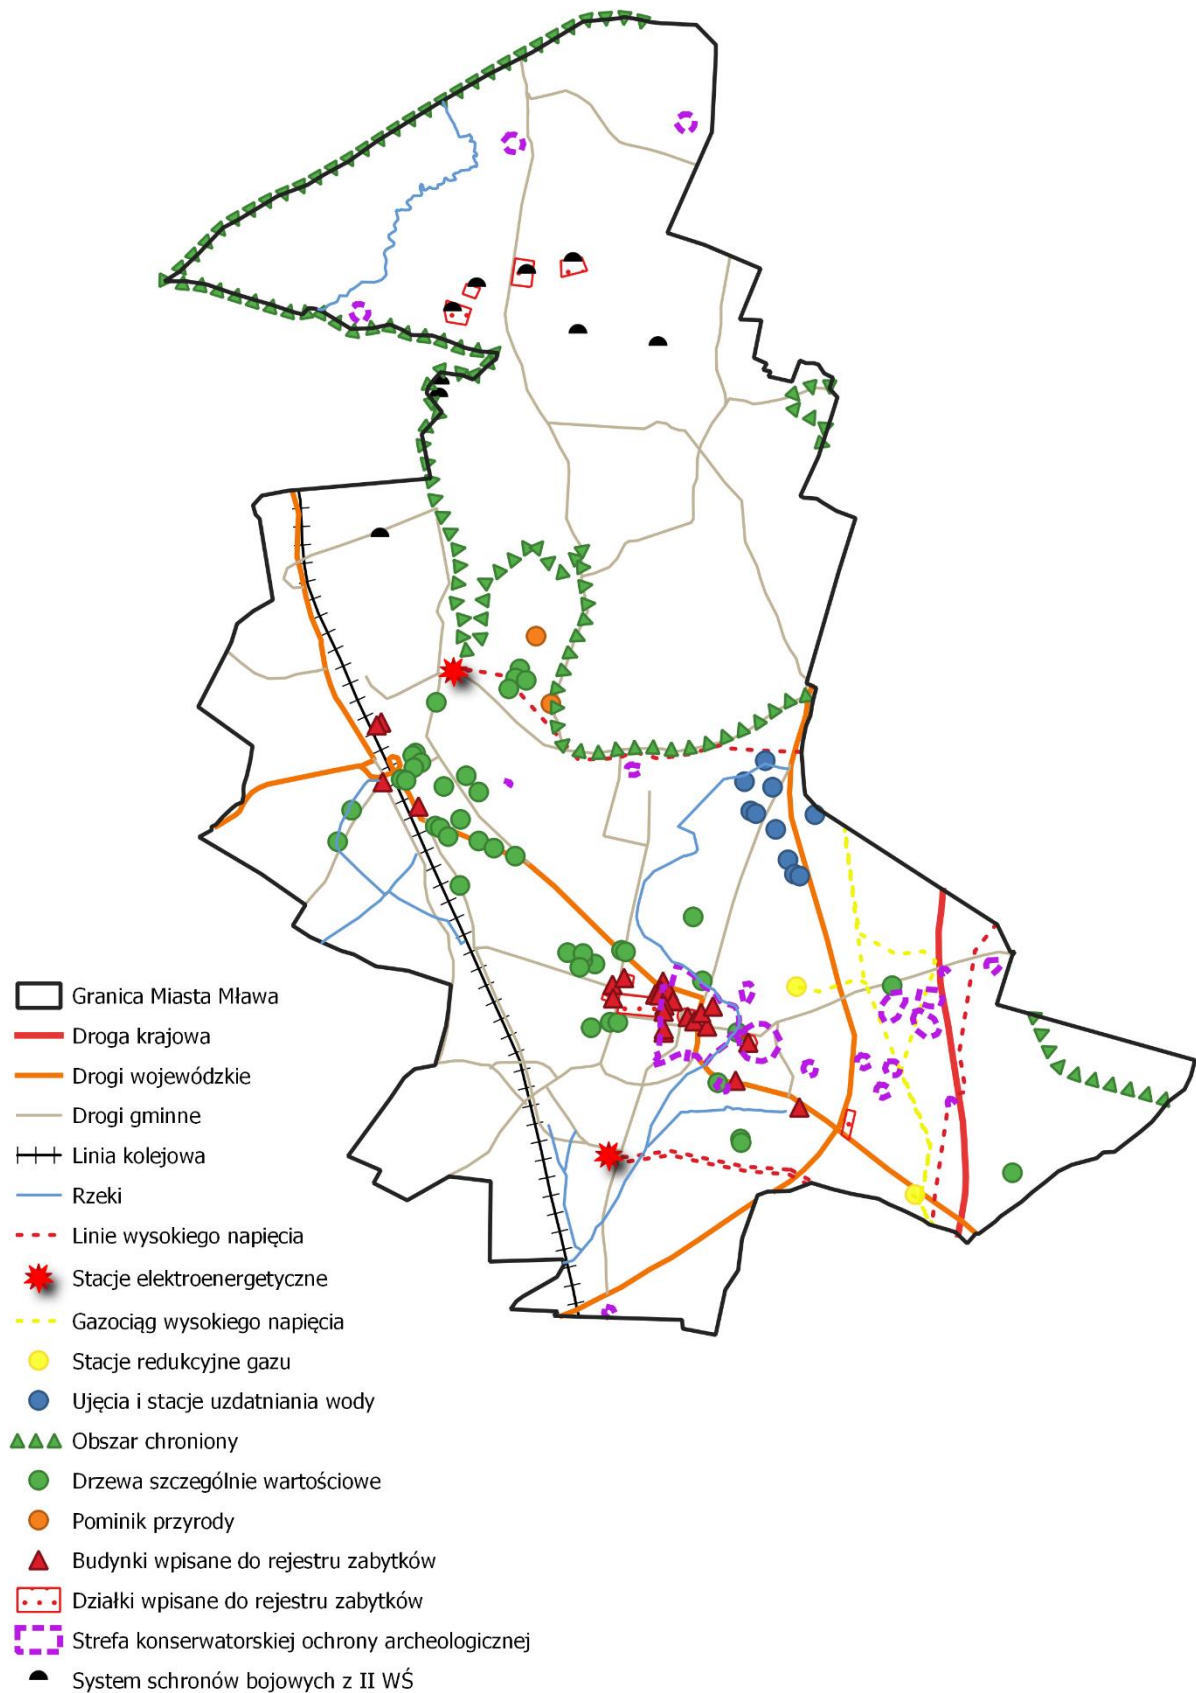 Granica Miasta Mława
Droga krajowa
Drogi wojewódzkie
Drogi gminne
Linia kolejowa
Rzeki
Linie wysokiego napięcia
Stacje elektroenergetyczne
Gazociąg wysokiego napięcia
Stacje redukcyjne gazu
Ujęcia i stacje uzdatniania wody
Obszar chroniony
Drzewa szczególnie wartościowe
Pominik przyrody
Budynki wpisane do rejestru zabytków
Działki wpisane do rejestru zabytków
Strefa konserwatorskiej ochrony archeologicznej
System schronów bojowych z II WŚ